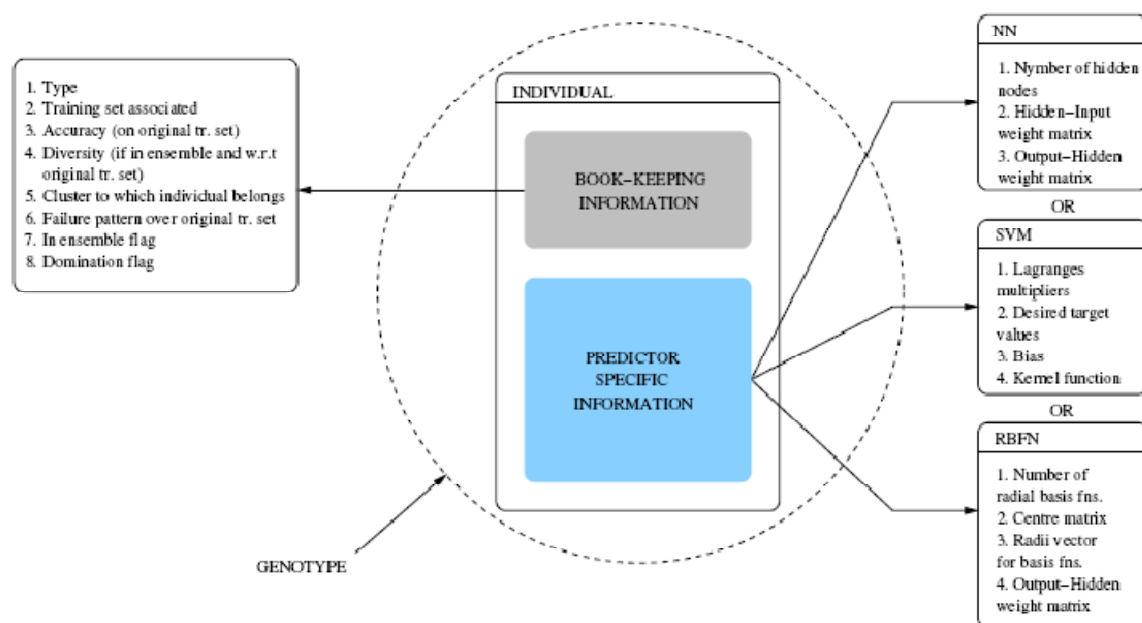 1. Type
2. Training set associated
3. Accuracy (on original tr. set)
4. Diversity (if in ensemble and w.r.t
original tr. set)
5. Cluster to which individual belongs
6. Failure pattern over original tr. set
7. In ensemble flag
8. Domination flag
INDIVIDUAL
BOOK-KEEPING
INFORMATION
PREDICTOR
SPECIFIC
INFORMATION
GENOTYPE
NN
1. Nymber of hidden
nodes
2. Hidden-Input
weight matrix
3. Output-Hidden
weight matrix
OR
SVM
1. Lagranges
multipliers
2. Desired target
values
3. Bias
4. Kernell function
OR
RBFN
1. Number of
radial basis fns.
2. Centre matrix
3. Radii vector
for basis fns.
4. Output-Hidden
weight matrix